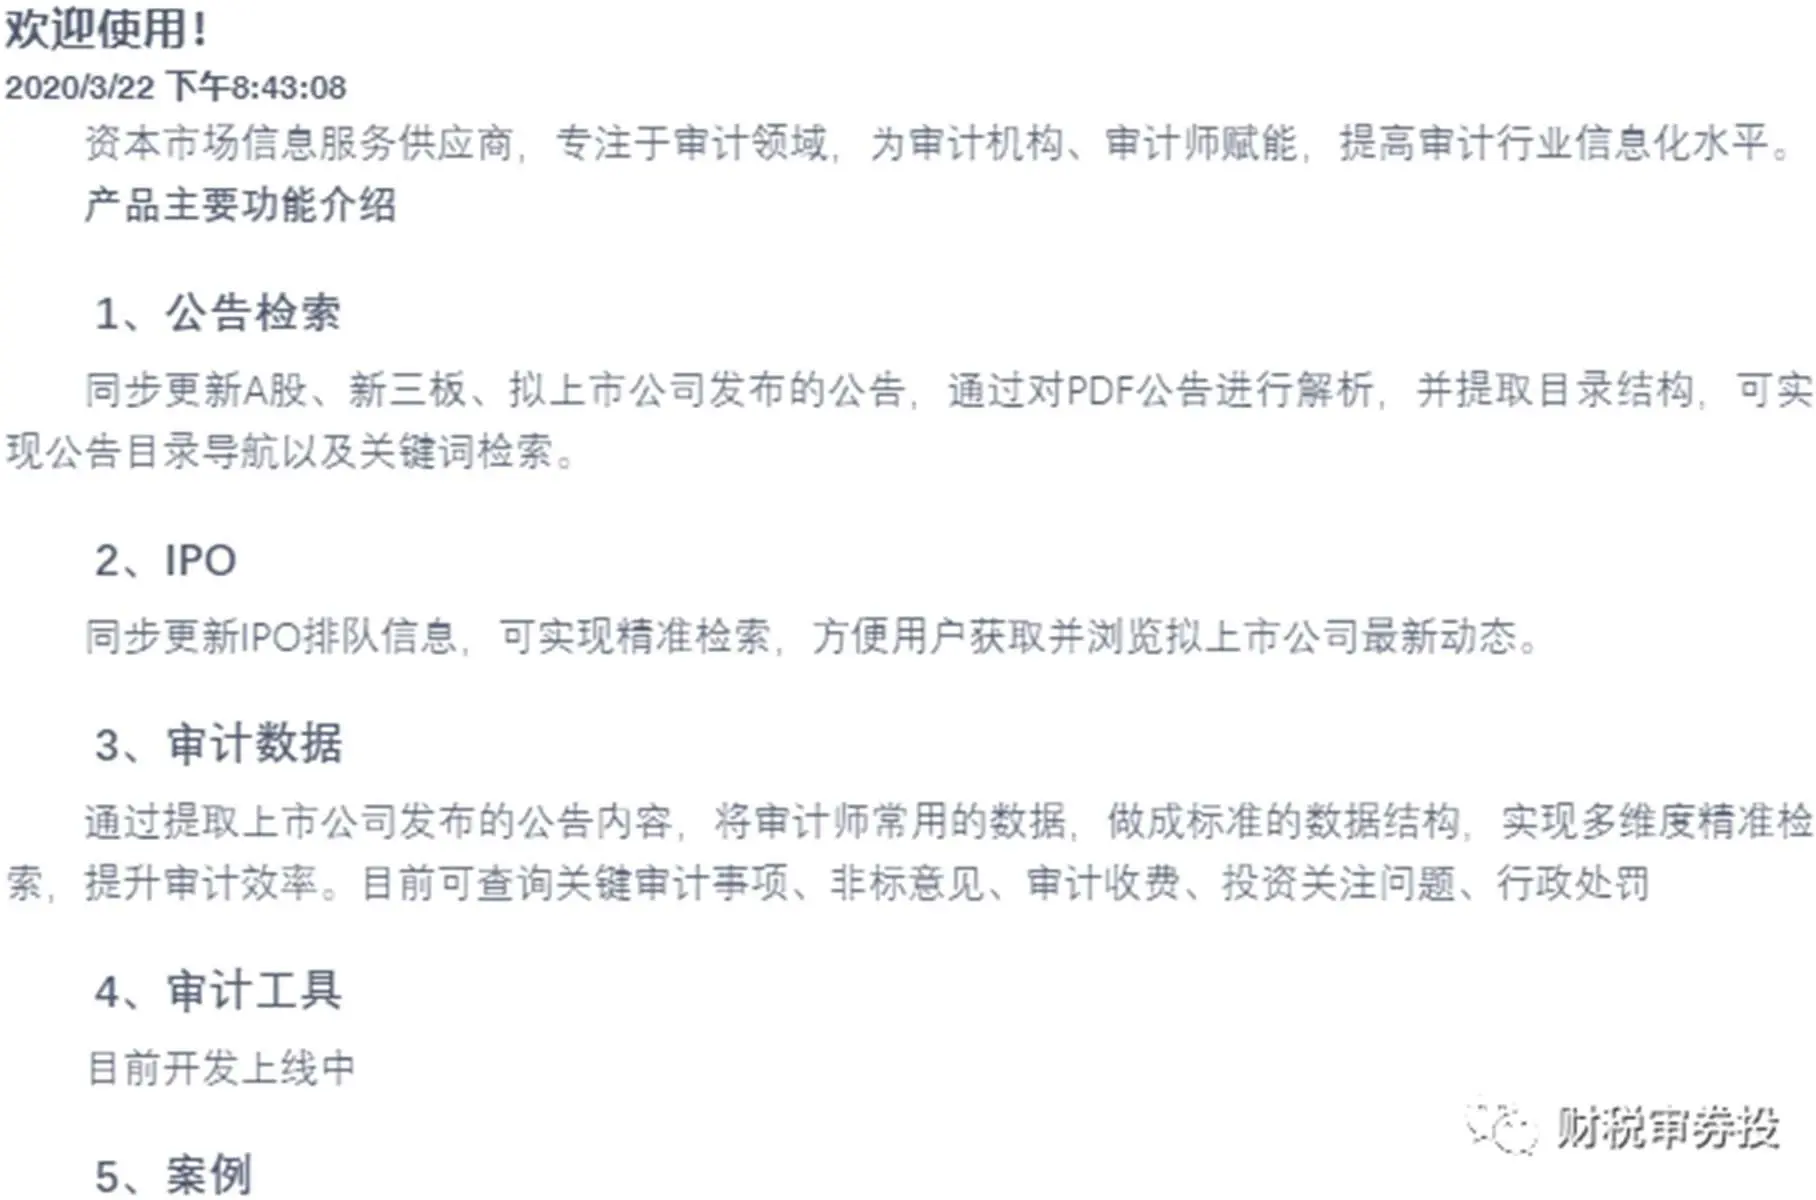 欢迎使用！
2020/3/22 下午8:43:08
资本市场信息服务供应商，专注于审计领域，为审计机构、审计师赋能，提高审计行业信息化水平。
产品主要功能介绍
1、公告检索
同步更新A股、新三板、拟上市公司发布的公告，通过对PDF公告进行解析，并提取目录结构，可实
现公告目录导航以及关键词检索。
2、IPO
同步更新IPO排队信息，可实现精准检索，方便用户获取并浏览拟上市公司最新动态。
3、审计数据
通过提取上市公司发布的公告内容，将审计师常用的数据，做成标准的数据结构，实现多维度精准检
索，提升审计效率。目前可查询关键审计事项、非标意见、审计收费、投资关注问题、行政处罚
4、审计工具
目前开发上线中
财税审券投
5、案例